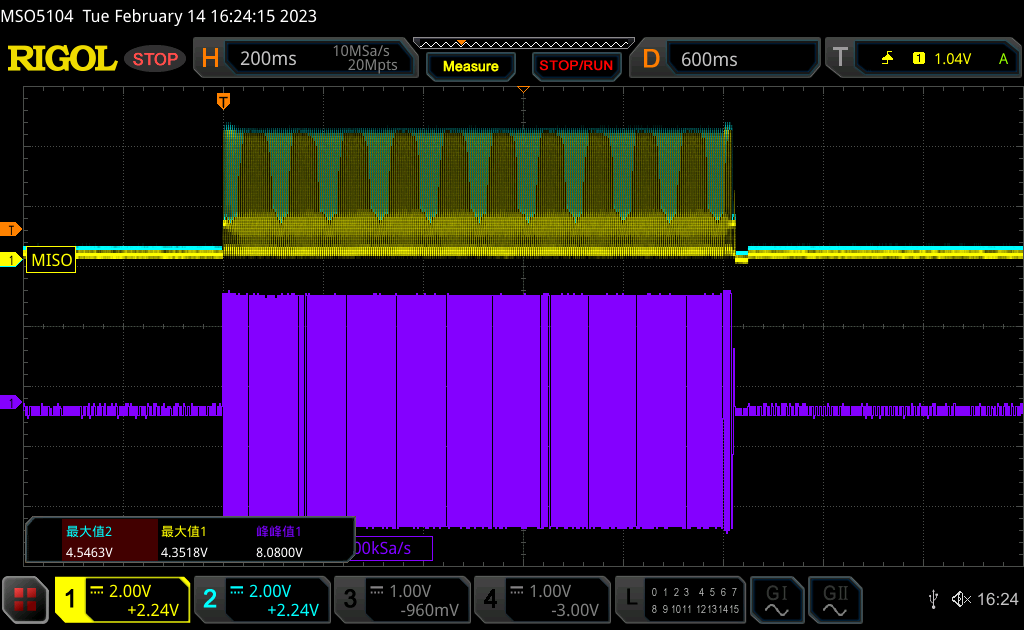 MSO5104 Tue February 14 16:24:15 2023
RIGOL STOP H 200ms 10MSa/s 20Mpts Measure STOP/RUN D 600ms T 1 1.04V A
T
T
1 MISO
1
最大值2 最大值1 峰峰值1
4.5463V 4.3518V 8.0800V
00kSa/s
1 2.00V +2.24V 2 2.00V +2.24V 3 1.00V -960mV 4 1.00V -3.00V L 0 1 2 3 4 5 6 7 8 9 10 11 12 13 14 15 GI GII 16:24